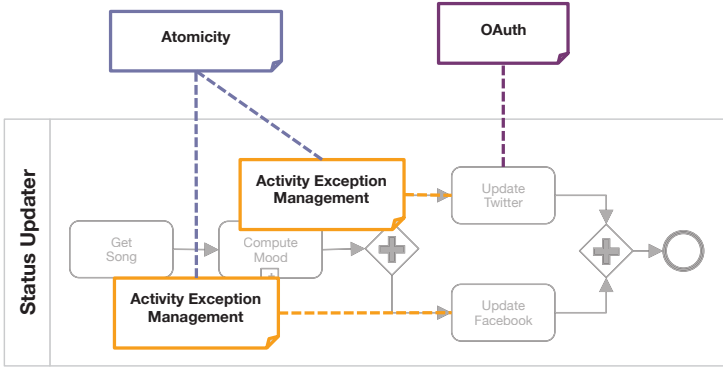 Atomicity
OAuth
Status Updater
Activity Exception
Management
Update
Twitter
Get
Song
Compute
Mood
Activity Exception
Management
Update
Facebook